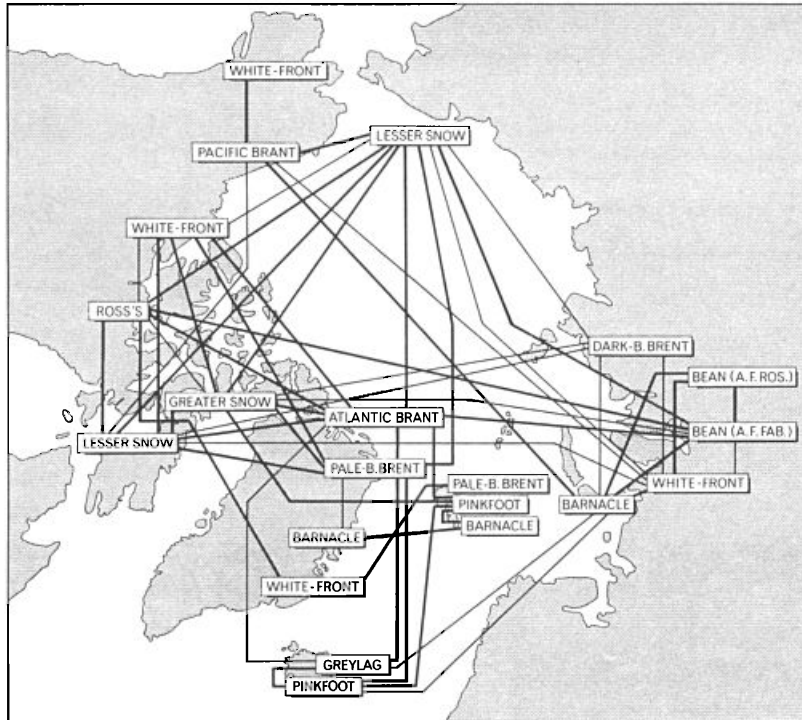 WHITE-FRONT
LESSER SNOW
PACIFIC BRANT
WHITE-FRONT
ROSS'S
DARK-B.BRENT
BEAN (A.F.ROS.)
GREATER SNOW
ATLANTIC BRANT
BEAN (A.F.FAB.)
LESSER SNOW
PALE-B.BRENT
PALE-B.BRENT
WHITE-FRONT
PINKFOOT
BARNACLE
BARNACLE
BARNACLE
WHITE-FRONT
GREYLAG
PINKFOOT